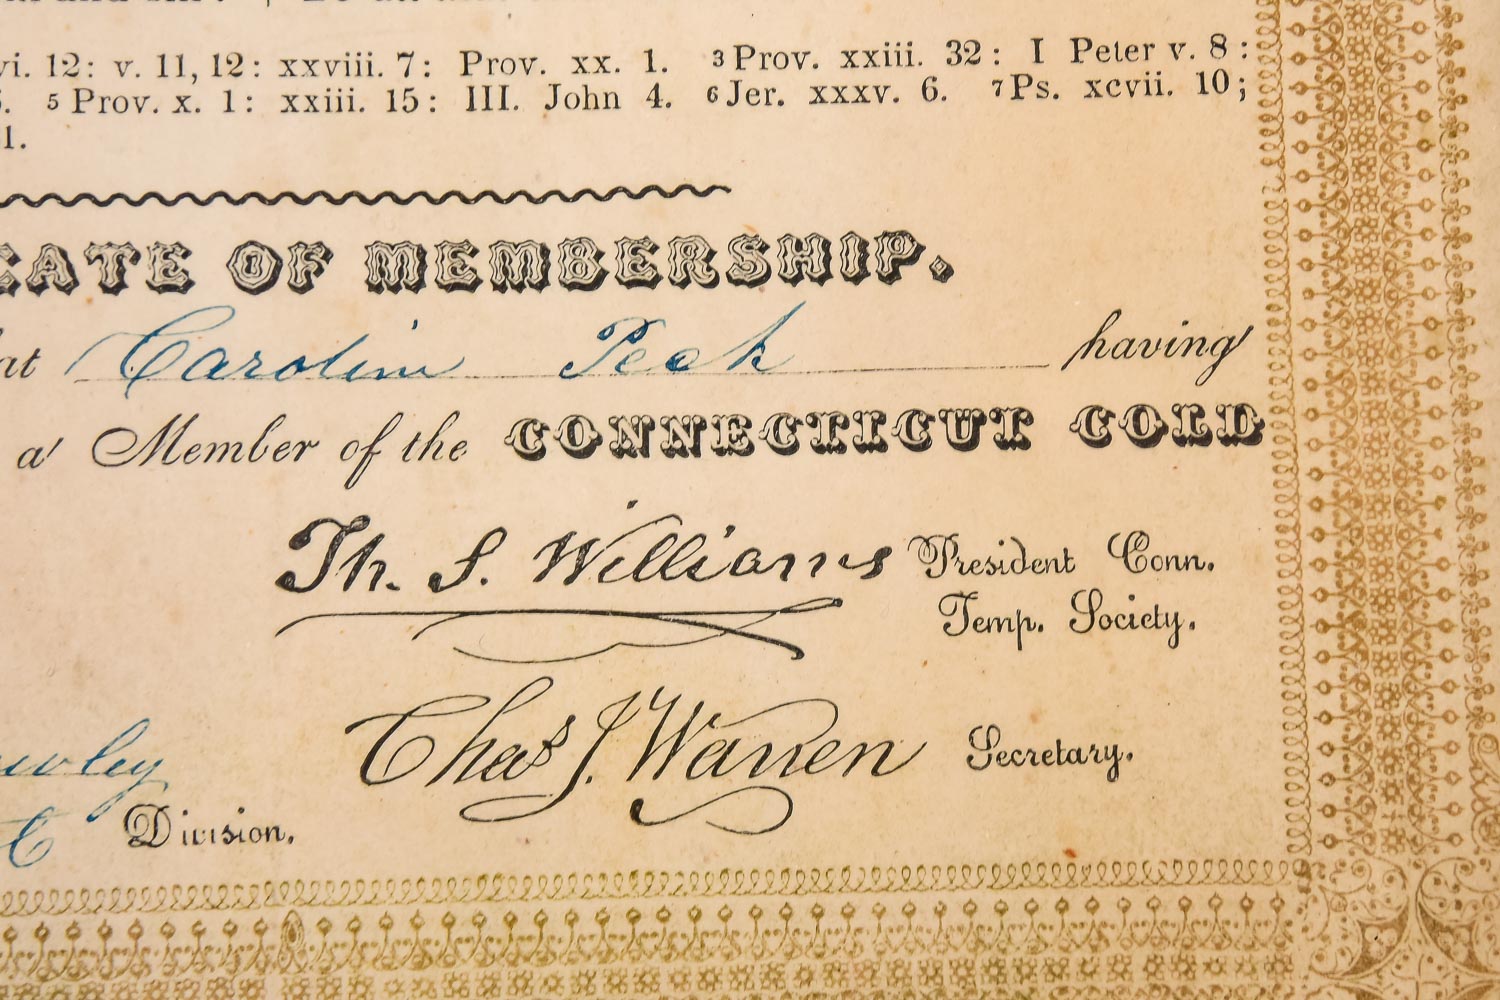 vi. 12: v. 11, 12: xxviii. 7: Prov. xx. 1. 3 Prov. xxiii. 32: I Peter v. 8:
5 Prov. x. 1: xxiii. 15: III. John 4. 6 Jer. xxxv. 6. 7 Ps. xcvii. 10;
1.
CATE OF MEMBERSHIP.
at Carolin Peck having
a Member of the CONNECTICUT COLD
Th. S. Williams President Conn.
Temp. Society.
Chas J. Warren Secretary.
Division.